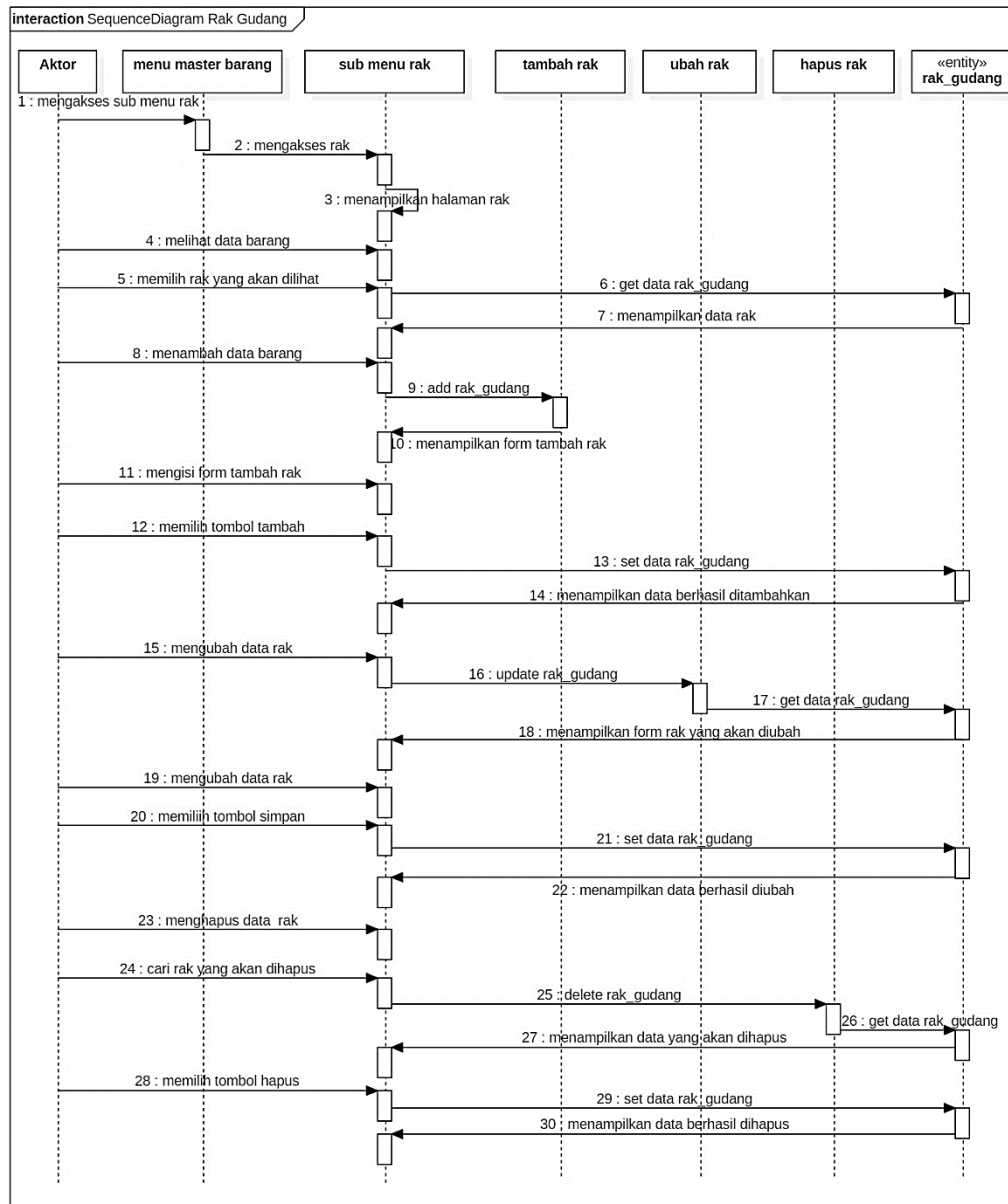 interaction SequenceDiagram Rak Gudang
Aktor
menu master barang
sub menu rak
tambah rak
ubah rak
hapus rak
«entity»
rak_gudang
1 : mengakses sub menu rak
2 : mengakses rak
3 : menampilkan halaman rak
4 : melihat data barang
5 : memilih rak yang akan dilihat
6 : get data rak_gudang
7 : menampilkan data rak
8 : menambah data barang
9 : add rak_gudang
10 : menampilkan form tambah rak
11 : mengisi form tambah rak
12 : memilih tombol tambah
13 : set data rak_gudang
14 : menampilkan data berhasil ditambahkan
15 : mengubah data rak
16 : update rak_gudang
17 : get data rak_gudang
18 : menampilkan form rak yang akan diubah
19 : mengubah data rak
20 : memiliih tombol simpan
21 : set data rak_gudang
22 : menampilkan data berhasil diubah
23 : menghapus data rak
24 : cari rak yang akan dihapus
25 : delete rak_gudang
26 : get data rak_gudang
27 : menampilkan data yang akan dihapus
28 : memilih tombol hapus
29 : set data rak_gudang
30 : menampilkan data berhasil dihapus